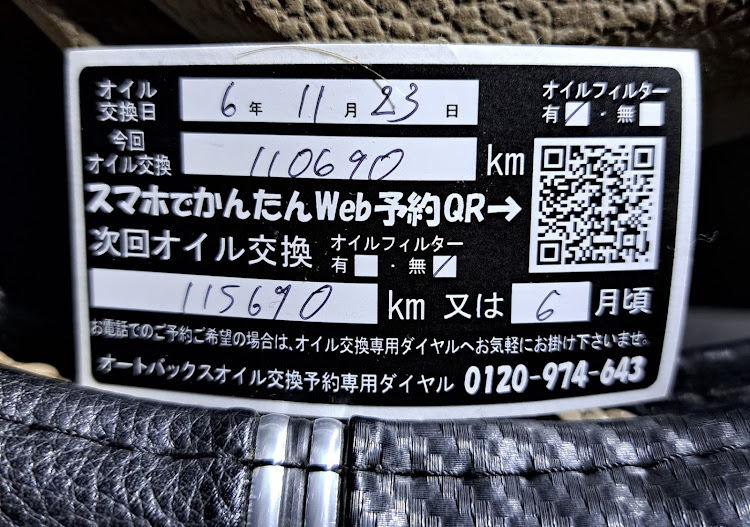 オイル交換日 6年 11月 23日 オイルフィルター 有☑・無☐
今回オイル交換 110690 km
スマホでかんたんWeb予約QR→
次回オイル交換 オイルフィルター 有☐・無☑
115690 km 又は 6 月頃
お電話でのご予約ご希望の場合は、オイル交換専用ダイヤルへお気軽にお掛け下さいませ。
オートバックスオイル交換予約専用ダイヤル 0120-974-643